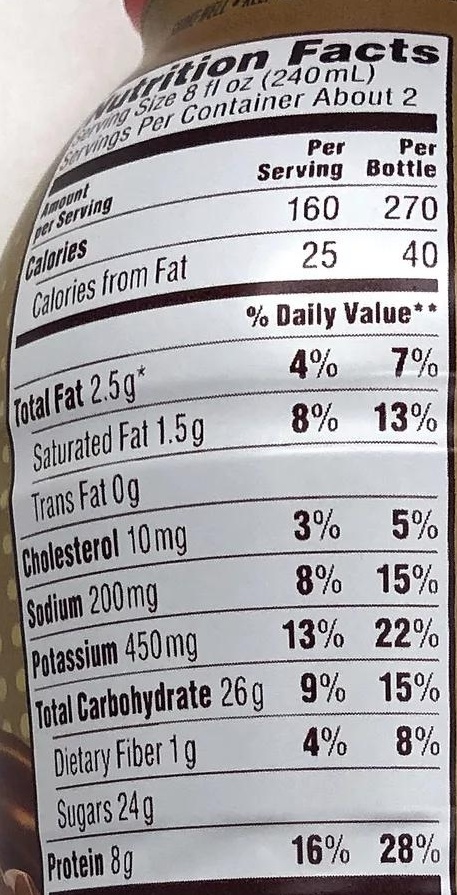 Nutrition Facts
Serving Size 8 fl oz (240mL)
Servings Per Container About 2
Amount per Serving Per Serving Per Bottle
Calories 160 270
Calories from Fat 25 40
% Daily Value**
Total Fat 2.5g* 4% 7%
Saturated Fat 1.5g 8% 13%
Trans Fat 0g
Cholesterol 10mg 3% 5%
Sodium 200mg 8% 15%
Potassium 450mg 13% 22%
Total Carbohydrate 26g 9% 15%
Dietary Fiber 1g 4% 8%
Sugars 24g
Protein 8g 16% 28%